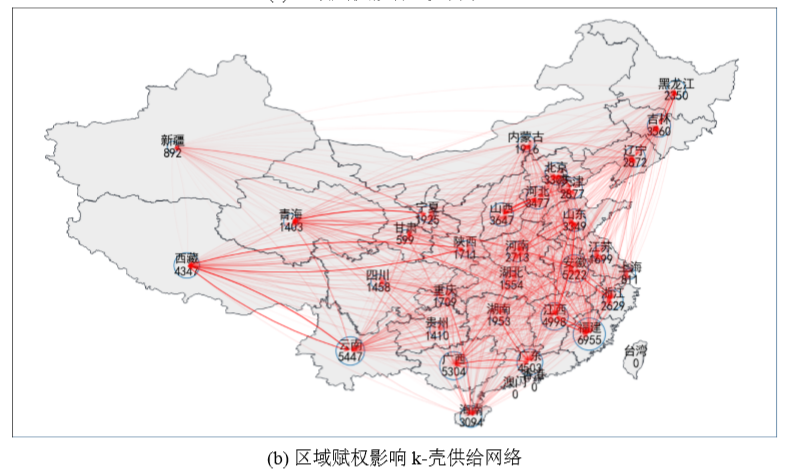 黑龙江
2350
吉林
3560
新疆
892
内蒙古
1916
辽宁
2372
北京
天津
2877
河北
3477
宁夏
1925
山西
3647
青海
1403
山东
3349
甘肃
599
陕西
1711
河南
2713
江苏
1699
西藏
4347
安徽
5222
上海
811
四川
1458
湖北
1554
重庆
1709
浙江
2629
湖南
1953
江西
4998
贵州
1410
福建
6955
云南
5447
台湾
0
广西
5304
广东
4503
澳门
0
0
海南
3094
(b) 区域赋权影响 k-壳供给网络